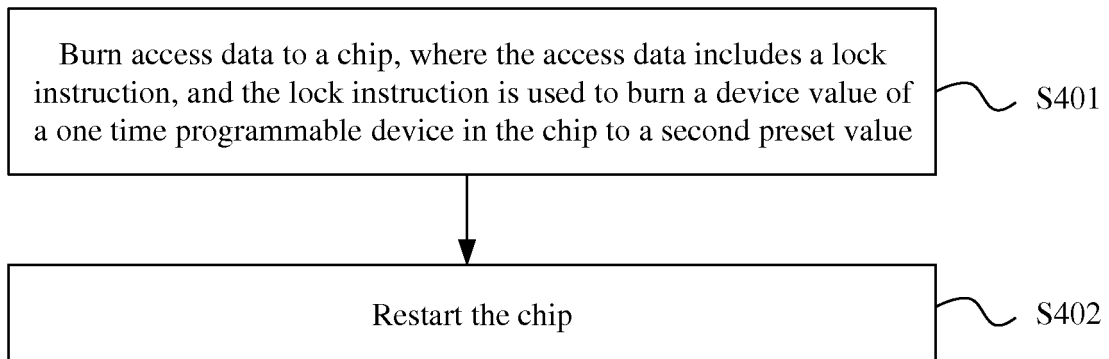 Burn access data to a chip, where the access data includes a lock
instruction, and the lock instruction is used to burn a device value of
a one time programmable device in the chip to a second preset value
S401
Restart the chip
S402